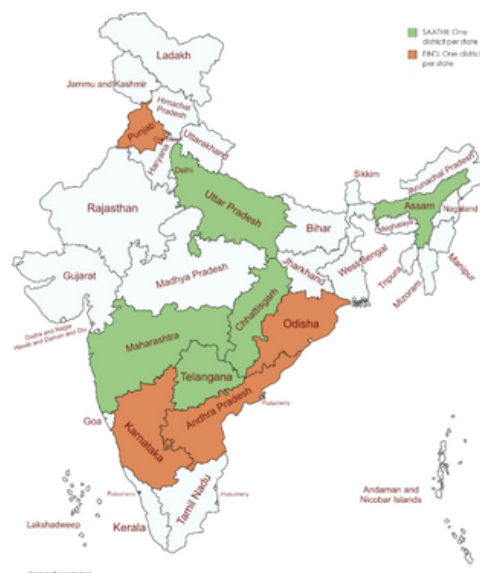 SAATHII: One
district per state
FIND: One district
per state
Ladakh
Jammu and Kashmir
Himachal
Pradesh
Punjab
Uttarakhand
Haryana
Delhi
Rasthan
Uttar Pradesh
Sikkim
Arunachal Pradesh
Assam
Nagaland
Meghalaya
Manipur
Bihar
Jharkhand
West Bengal
Tripura
Mizoram
Gujarat
Madhya Pradesh
Chhattisgarh
Odisha
Dadra and Nagar
Haveli and Daman and Diu
Maharashtra
Telangana
Andhra Pradesh
Puducherry
Goa
Karnataka
Puducherry
Puducherry
Tamil Nadu
Kerala
Lakshadweep
Andaman and
Nicobar Islands